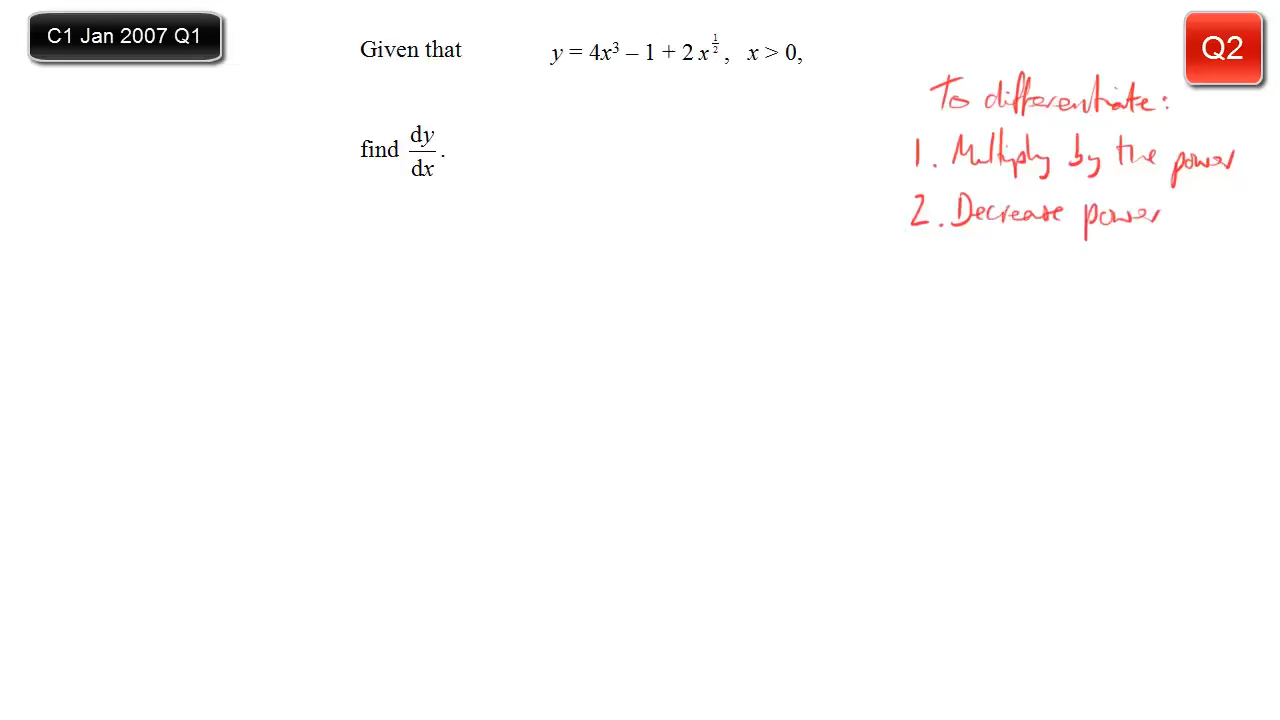 C1 Jan 2007 Q1
Q2
Given that y = 4x³ – 1 + 2x^{1/2}, x > 0,
find dy/dx.
To differentiate:
1. Multiply by the power
2. Decrease power